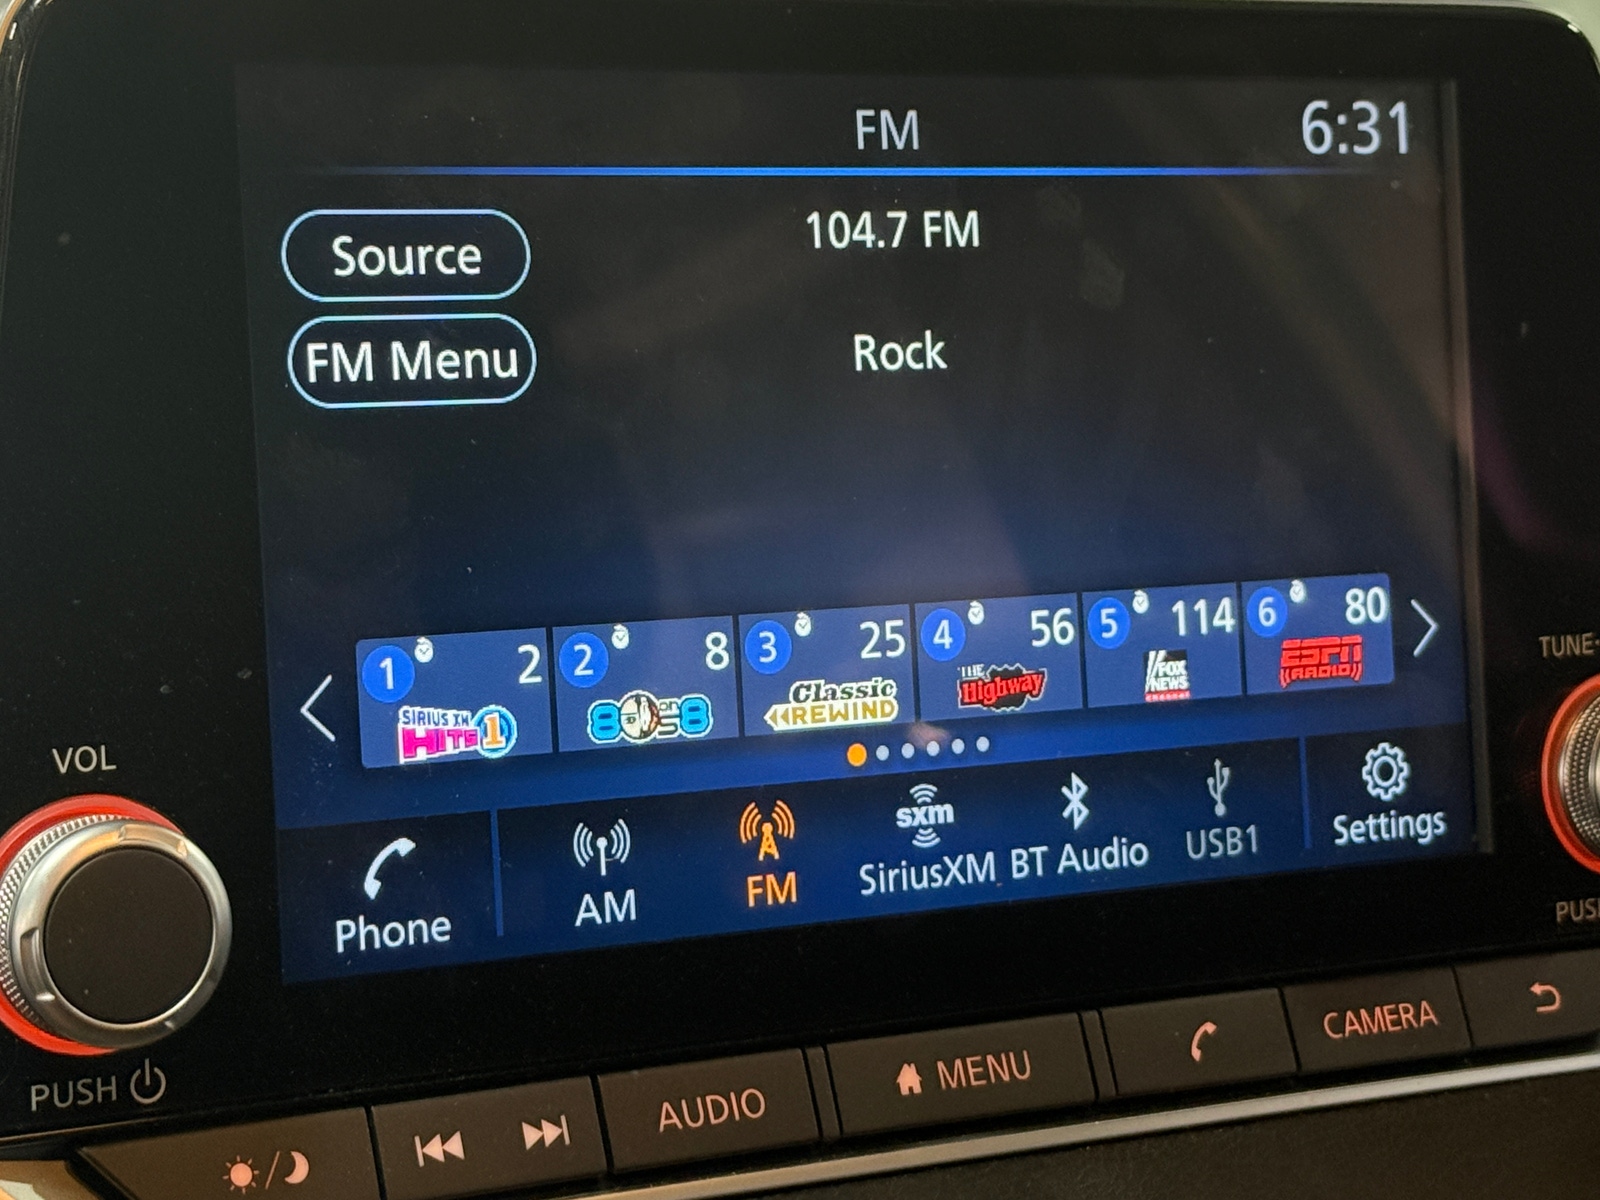 FM
6:31
Source
104.7 FM
FM Menu
Rock
1 2
SIRIUS XM
HITS 1
2 8
80s on 8
3 25
Classic
REWIND
4 56
THE
Highway
5 114
FOX
NEWS
channel
6 80
ESPN
RADIO
Phone
AM
FM
sxm
SiriusXM
BT Audio
USB1
Settings
VOL
PUSH
TUNE
AUDIO
MENU
CAMERA